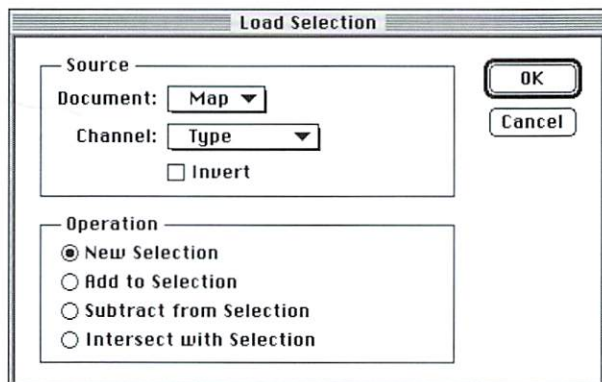 Load Selection
Source
Document: Map
Channel: Type
Invert
OK
Cancel
Operation
New Selection
Add to Selection
Subtract from Selection
Intersect with Selection